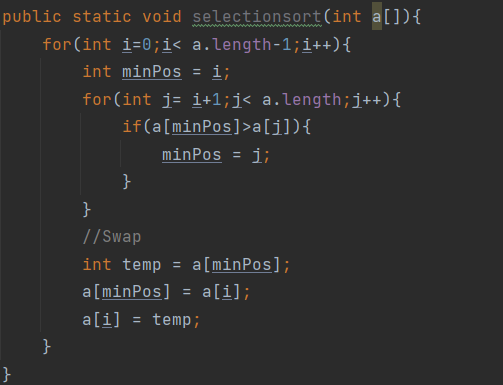 public static void selectionsort(int a[]){
    for(int i=0;i< a.length-1;i++){
        int minPos = i;
        for(int j= i+1;j< a.length;j++){
            if(a[minPos]>a[j]){
                minPos = j;
            }
        }
        //Swap
        int temp = a[minPos];
        a[minPos] = a[i];
        a[i] = temp;
    }
}